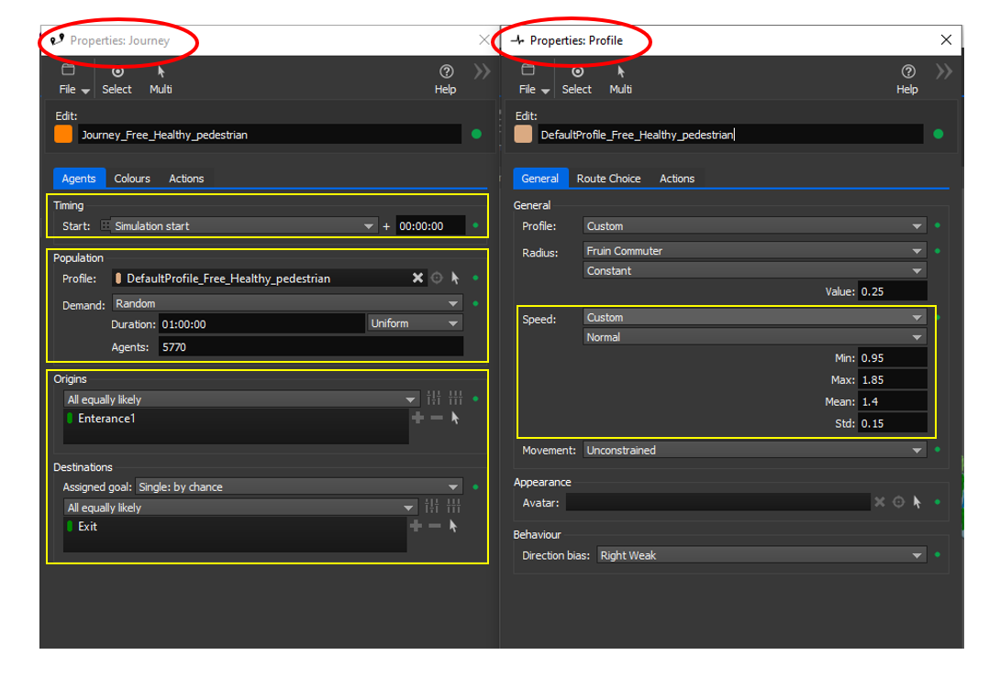 Properties: Journey
File Select Multi Help
Edit:
Journey_Free_Healthy_pedestrian
Agents Colours Actions
Timing
Start: Simulation start + 00:00:00
Population
Profile: DefaultProfile_Free_Healthy_pedestrian
Demand: Random
Duration: 01:00:00 Uniform
Agents: 5770
Origins
All equally likely
Enterance1
Destinations
Assigned goal: Single: by chance
All equally likely
Exit
Properties: Profile
File Select Multi Help
Edit:
DefaultProfile_Free_Healthy_pedestrian
General Route Choice Actions
General
Profile: Custom
Radius: Fruin Commuter
Constant
Value: 0.25
Speed: Custom
Normal
Min: 0.95
Max: 1.85
Mean: 1.4
Std: 0.15
Movement: Unconstrained
Appearance
Avatar:
Behaviour
Direction bias: Right Weak